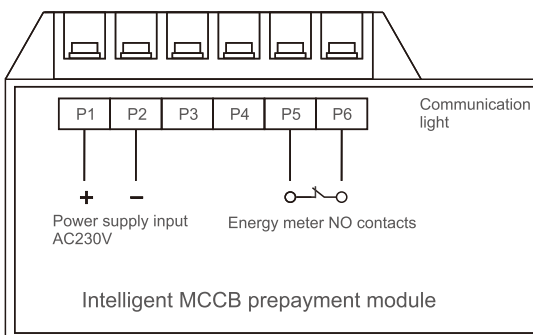 P1 P2 P3 P4 P5 P6
Communication
light
+ −
Power supply input
AC230V
Energy meter NO contacts
Intelligent MCCB prepayment module